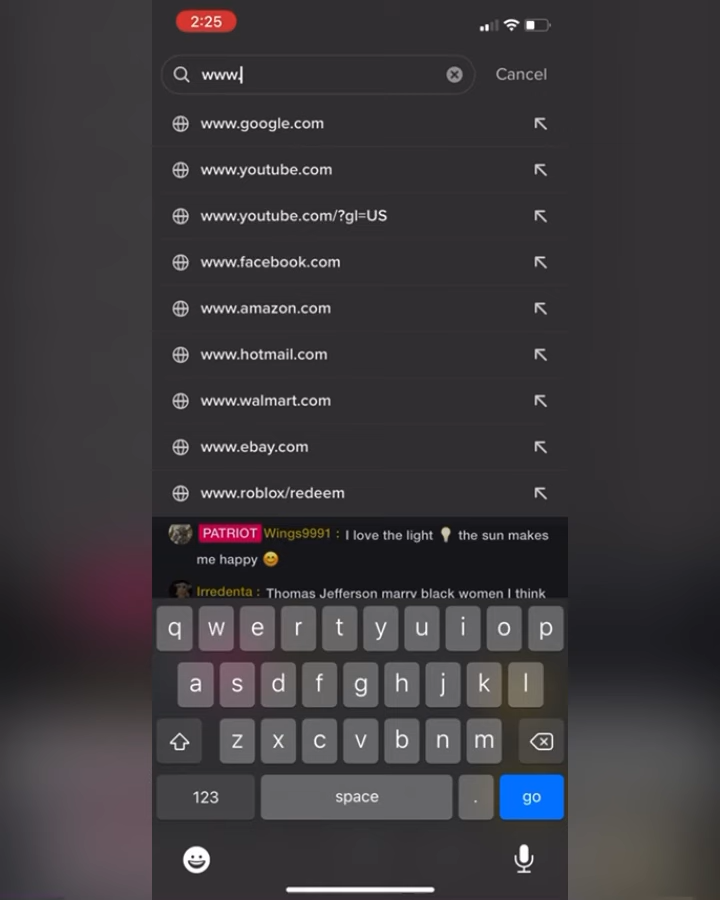 2:25
www.
Cancel
www.google.com
www.youtube.com
www.youtube.com/?gl=US
www.facebook.com
www.amazon.com
www.hotmail.com
www.walmart.com
www.ebay.com
www.roblox/redeem
PATRIOT Wings9991 : I love the light 💡 the sun makes
me happy 😊
Irredenta : Thomas Jefferson marry black women I think
q w e r t y u i o p
a s d f g h j k l
z x c v b n m
123 space . go